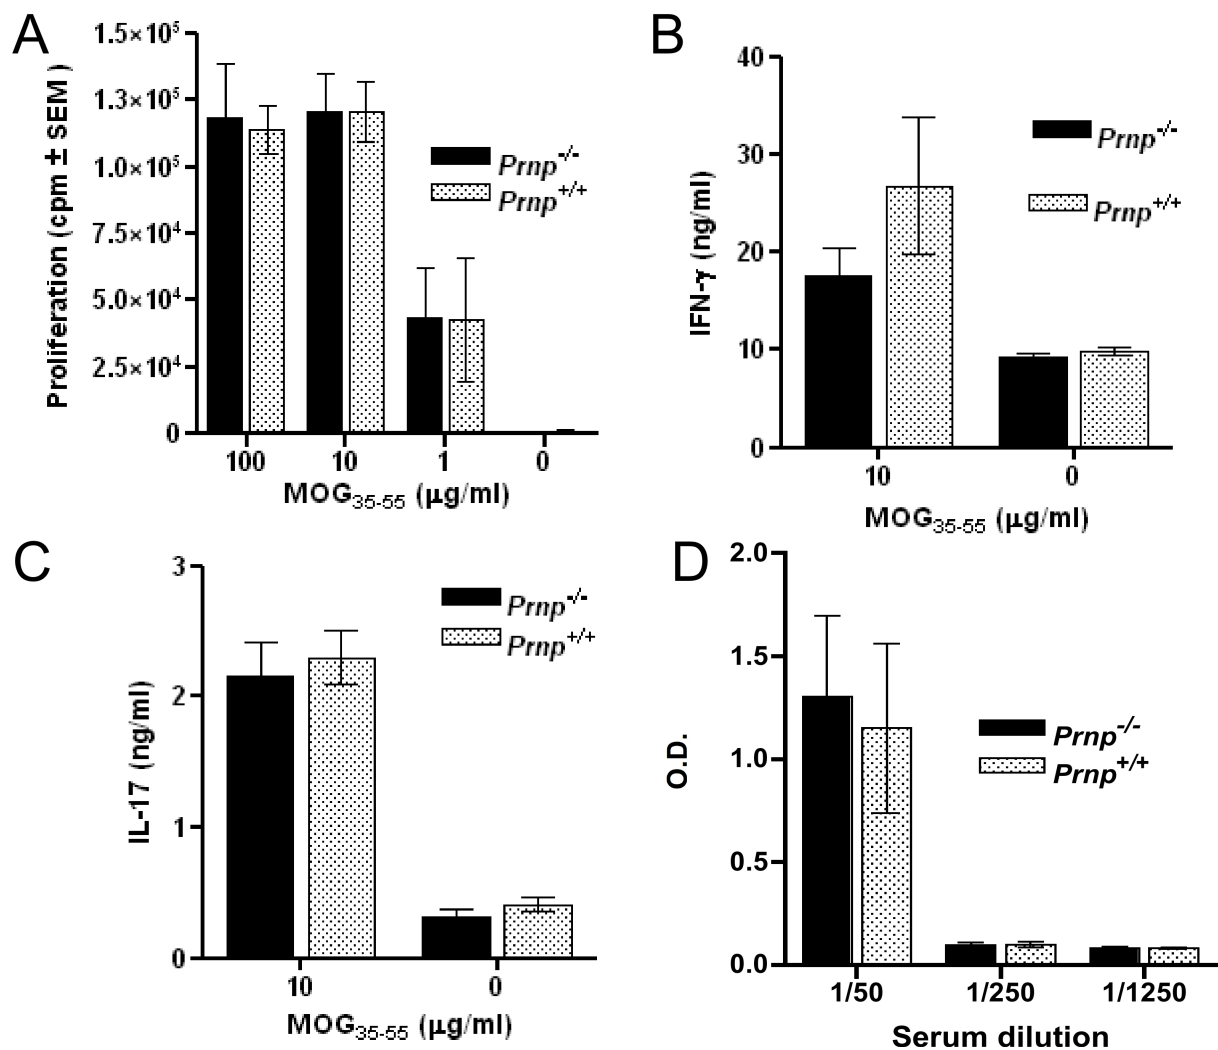 A
Proliferation (cpm ± SEM )
1.5×10⁵
1.3×10⁵
1.0×10⁵
7.5×10⁴
5.0×10⁴
2.5×10⁴
0
Prnp⁻/⁻
Prnp⁺/⁺
100 10 1 0
MOG₃₅₋₅₅ (μg/ml)
B
IFN-γ (ng/ml)
40
30
20
10
0
Prnp⁻/⁻
Prnp⁺/⁺
10 0
MOG₃₅₋₅₅ (μg/ml)
C
IL-17 (ng/ml)
3
2
1
0
Prnp⁻/⁻
Prnp⁺/⁺
10 0
MOG₃₅₋₅₅ (μg/ml)
D
O.D.
2.0
1.5
1.0
0.5
0.0
Prnp⁻/⁻
Prnp⁺/⁺
1/50 1/250 1/1250
Serum dilution